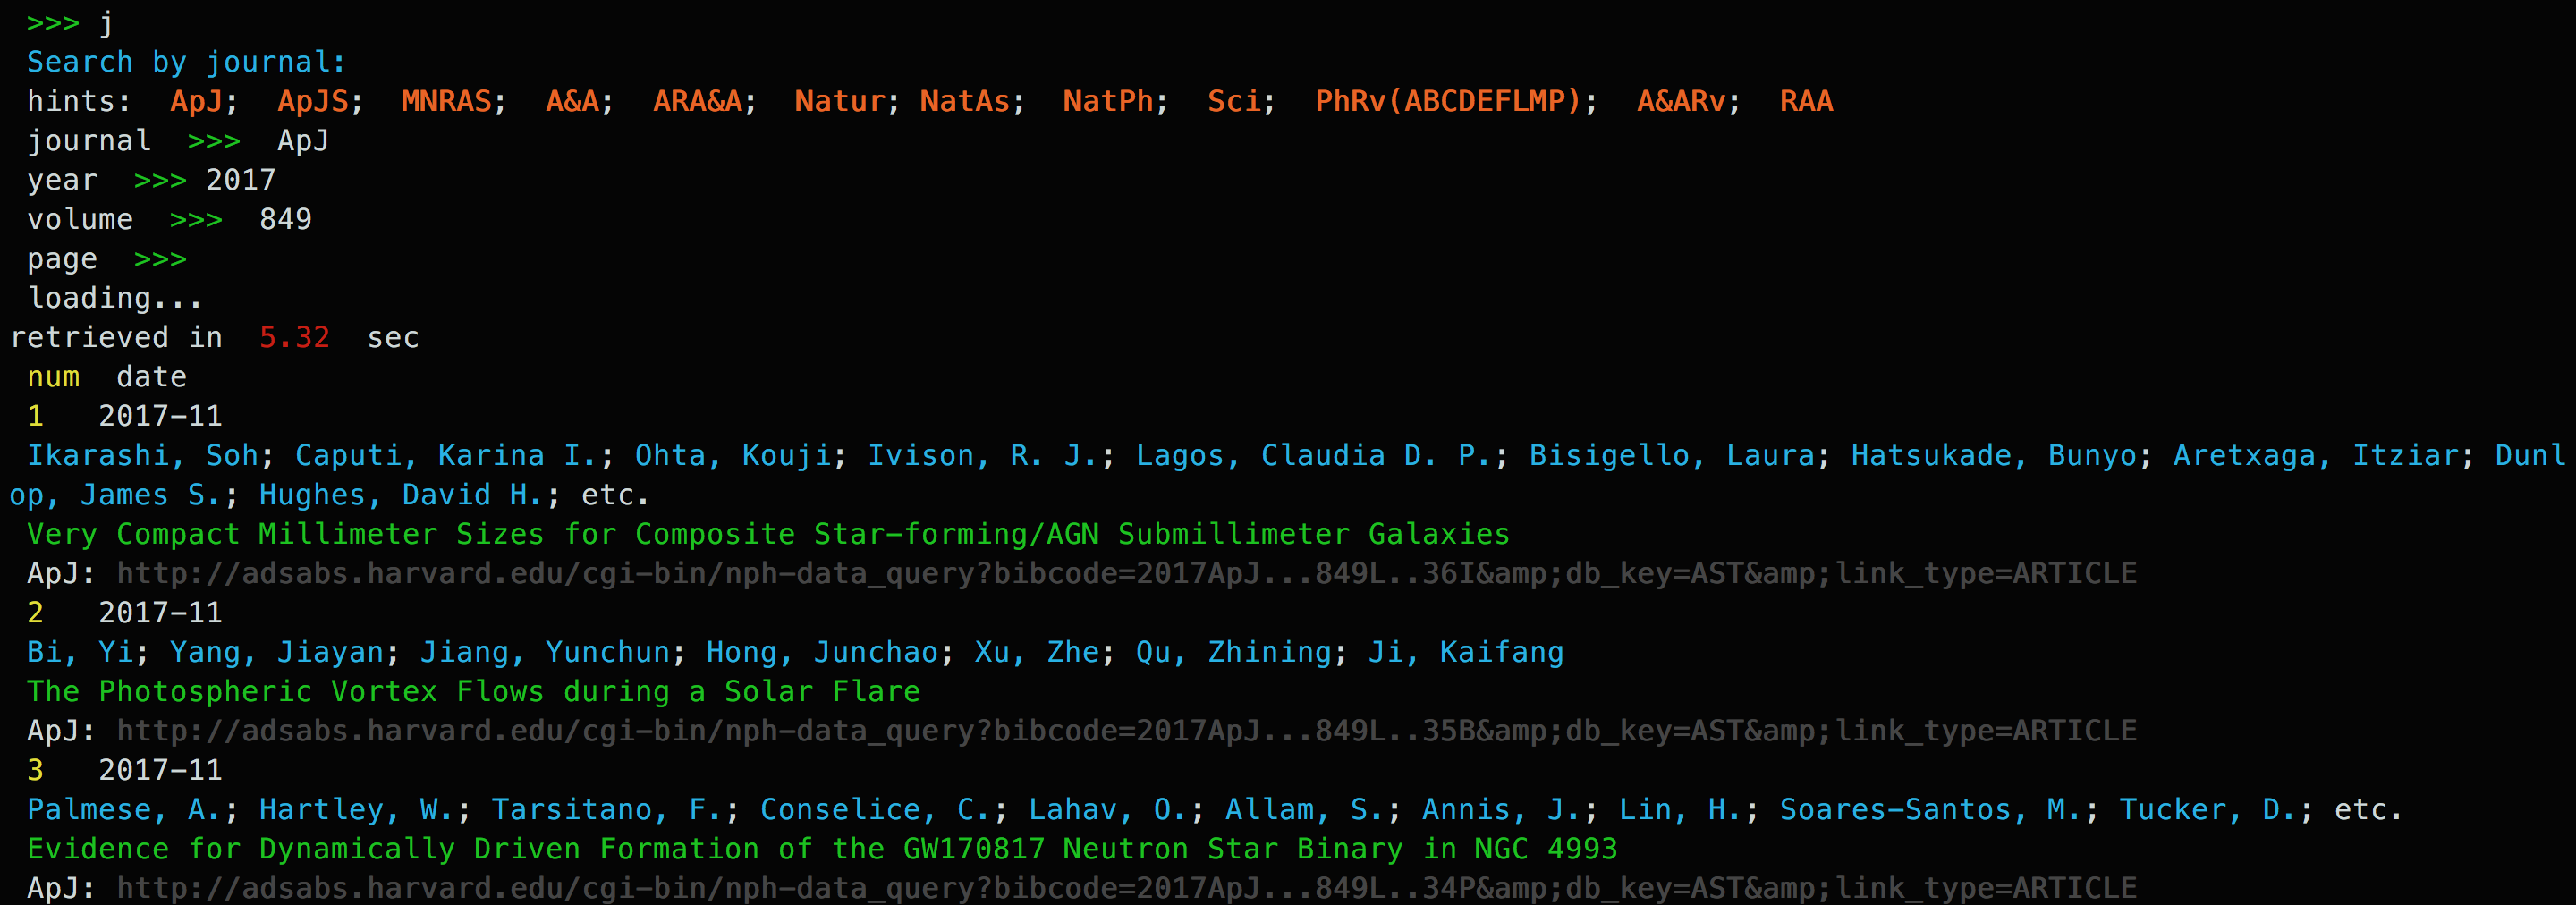 >>> j
Search by journal:
hints:  ApJ;  ApJS;  MNRAS;  A&A;  ARA&A;  Natur; NatAs;  NatPh;  Sci;  PhRv(ABCDEFLMP);  A&ARv;  RAA
journal  >>>  ApJ
year  >>> 2017
volume  >>>  849
page  >>>
loading...
retrieved in  5.32  sec
num  date
1   2017-11
Ikarashi, Soh; Caputi, Karina I.; Ohta, Kouji; Ivison, R. J.; Lagos, Claudia D. P.; Bisigello, Laura; Hatsukade, Bunyo; Aretxaga, Itziar; Dunl
op, James S.; Hughes, David H.; etc.
Very Compact Millimeter Sizes for Composite Star-forming/AGN Submillimeter Galaxies
ApJ: http://adsabs.harvard.edu/cgi-bin/nph-data_query?bibcode=2017ApJ...849L..36I&amp;db_key=AST&amp;link_type=ARTICLE
2   2017-11
Bi, Yi; Yang, Jiayan; Jiang, Yunchun; Hong, Junchao; Xu, Zhe; Qu, Zhining; Ji, Kaifang
The Photospheric Vortex Flows during a Solar Flare
ApJ: http://adsabs.harvard.edu/cgi-bin/nph-data_query?bibcode=2017ApJ...849L..35B&amp;db_key=AST&amp;link_type=ARTICLE
3   2017-11
Palmese, A.; Hartley, W.; Tarsitano, F.; Conselice, C.; Lahav, O.; Allam, S.; Annis, J.; Lin, H.; Soares-Santos, M.; Tucker, D.; etc.
Evidence for Dynamically Driven Formation of the GW170817 Neutron Star Binary in NGC 4993
ApJ: http://adsabs.harvard.edu/cgi-bin/nph-data_query?bibcode=2017ApJ...849L..34P&amp;db_key=AST&amp;link_type=ARTICLE